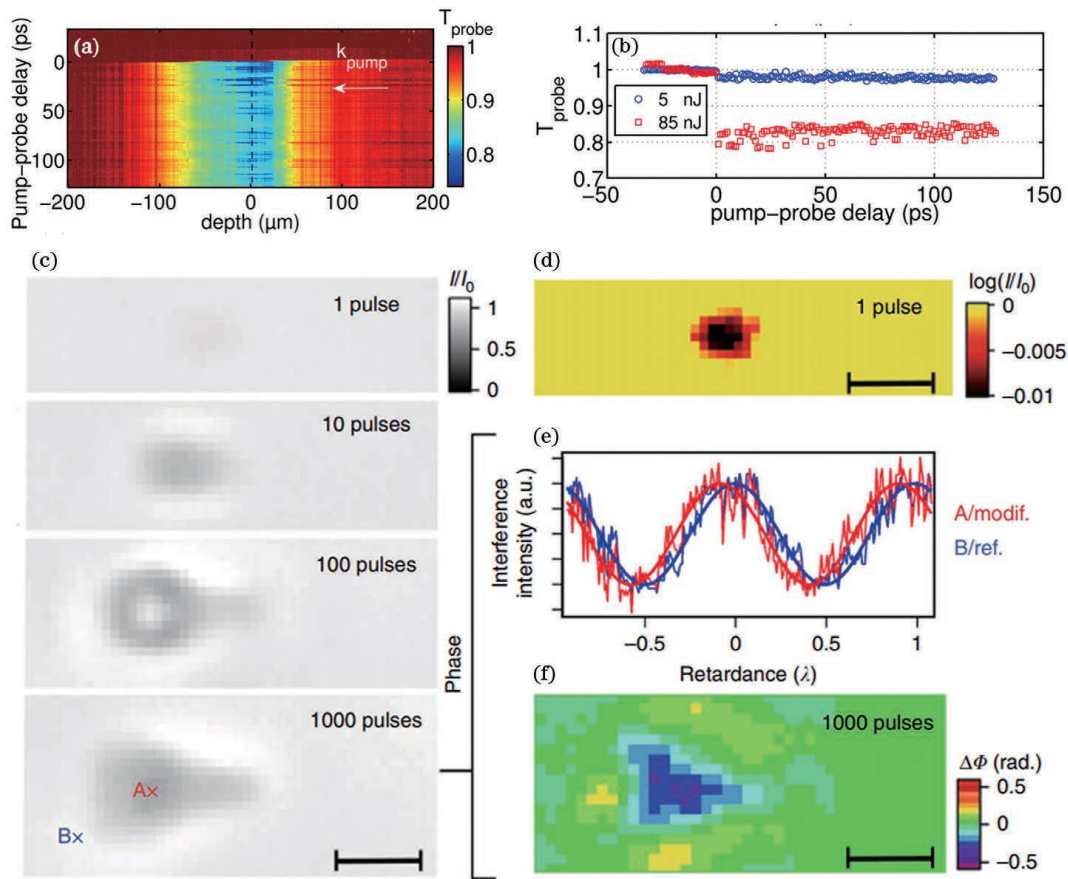 (a)
T_probe
k_pump
Pump-probe delay (ps)
0
50
100
−200
−100
0
100
200
depth (μm)
1
0.9
0.8
(b)
T_probe
1.1
1
0.9
0.8
0.7
5 nJ
85 nJ
−50
0
50
100
150
pump-probe delay (ps)
(c)
I/I₀
1 pulse
1
0.5
0
10 pulses
100 pulses
1000 pulses
A×
B×
Phase
(d)
log(I/I₀)
1 pulse
0
−0.005
−0.01
(e)
Interference
intensity (a.u.)
A/modif.
B/ref.
−0.5
0
0.5
1
Retardance (λ)
(f)
1000 pulses
ΔΦ (rad.)
0.5
0
−0.5